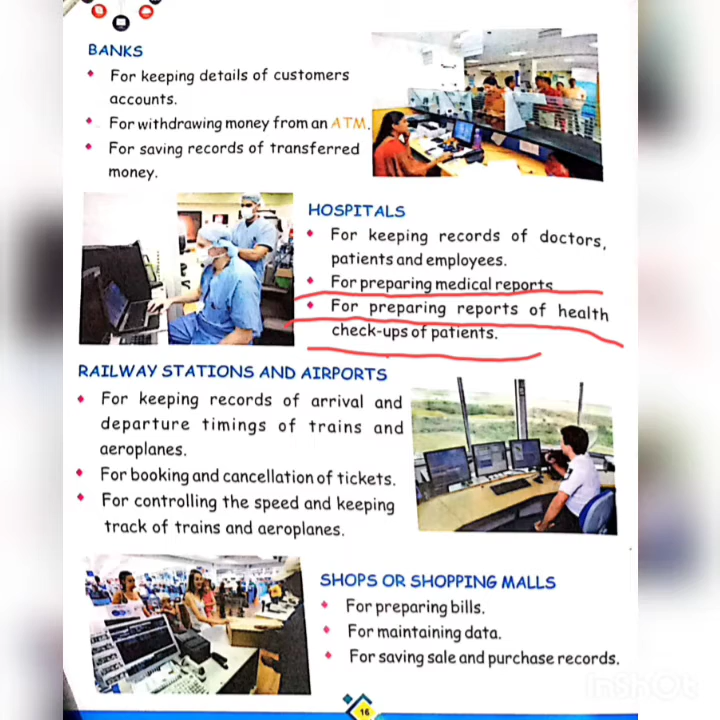 BANKS
For keeping details of customers
accounts.
For withdrawing money from an ATM.
For saving records of transferred
money.
HOSPITALS
For keeping records of doctors,
patients and employees.
For preparing medical reports
For preparing reports of health
check-ups of patients.
RAILWAY STATIONS AND AIRPORTS
For keeping records of arrival and
departure timings of trains and
aeroplanes.
For booking and cancellation of tickets.
For controlling the speed and keeping
track of trains and aeroplanes.
SHOPS OR SHOPPING MALLS
For preparing bills.
For maintaining data.
For saving sale and purchase records.
InShOt
16